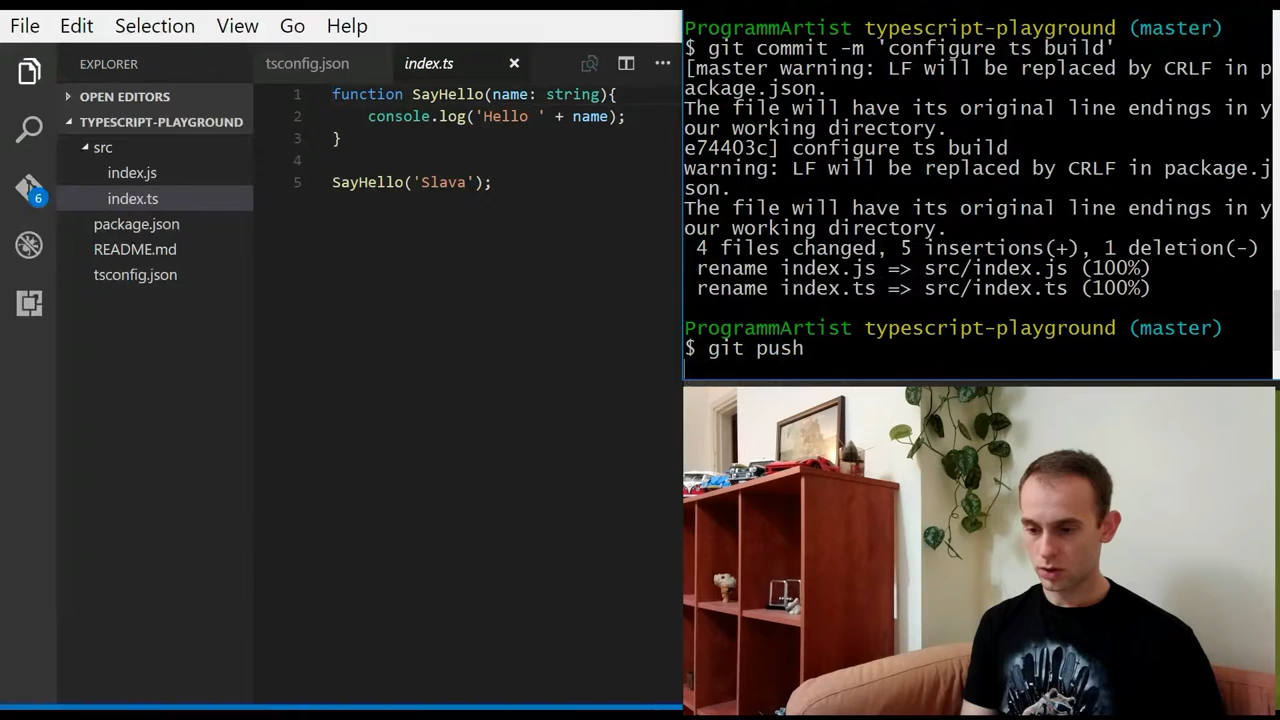 File Edit Selection View Go Help
EXPLORER
OPEN EDITORS
TYPESCRIPT-PLAYGROUND
src
index.js
index.ts
package.json
README.md
tsconfig.json
6
tsconfig.json index.ts
1 function SayHello(name: string){
2 console.log('Hello ' + name);
3 }
4
5 SayHello('Slava');
ProgrammArtist typescript-playground (master)
$ git commit -m 'configure ts build'
[master warning: LF will be replaced by CRLF in p
ackage.json.
The file will have its original line endings in y
our working directory.
e74403c] configure ts build
warning: LF will be replaced by CRLF in package.j
son.
The file will have its original line endings in y
our working directory.
4 files changed, 5 insertions(+), 1 deletion(-)
rename index.js => src/index.js (100%)
rename index.ts => src/index.ts (100%)
ProgrammArtist typescript-playground (master)
$ git push